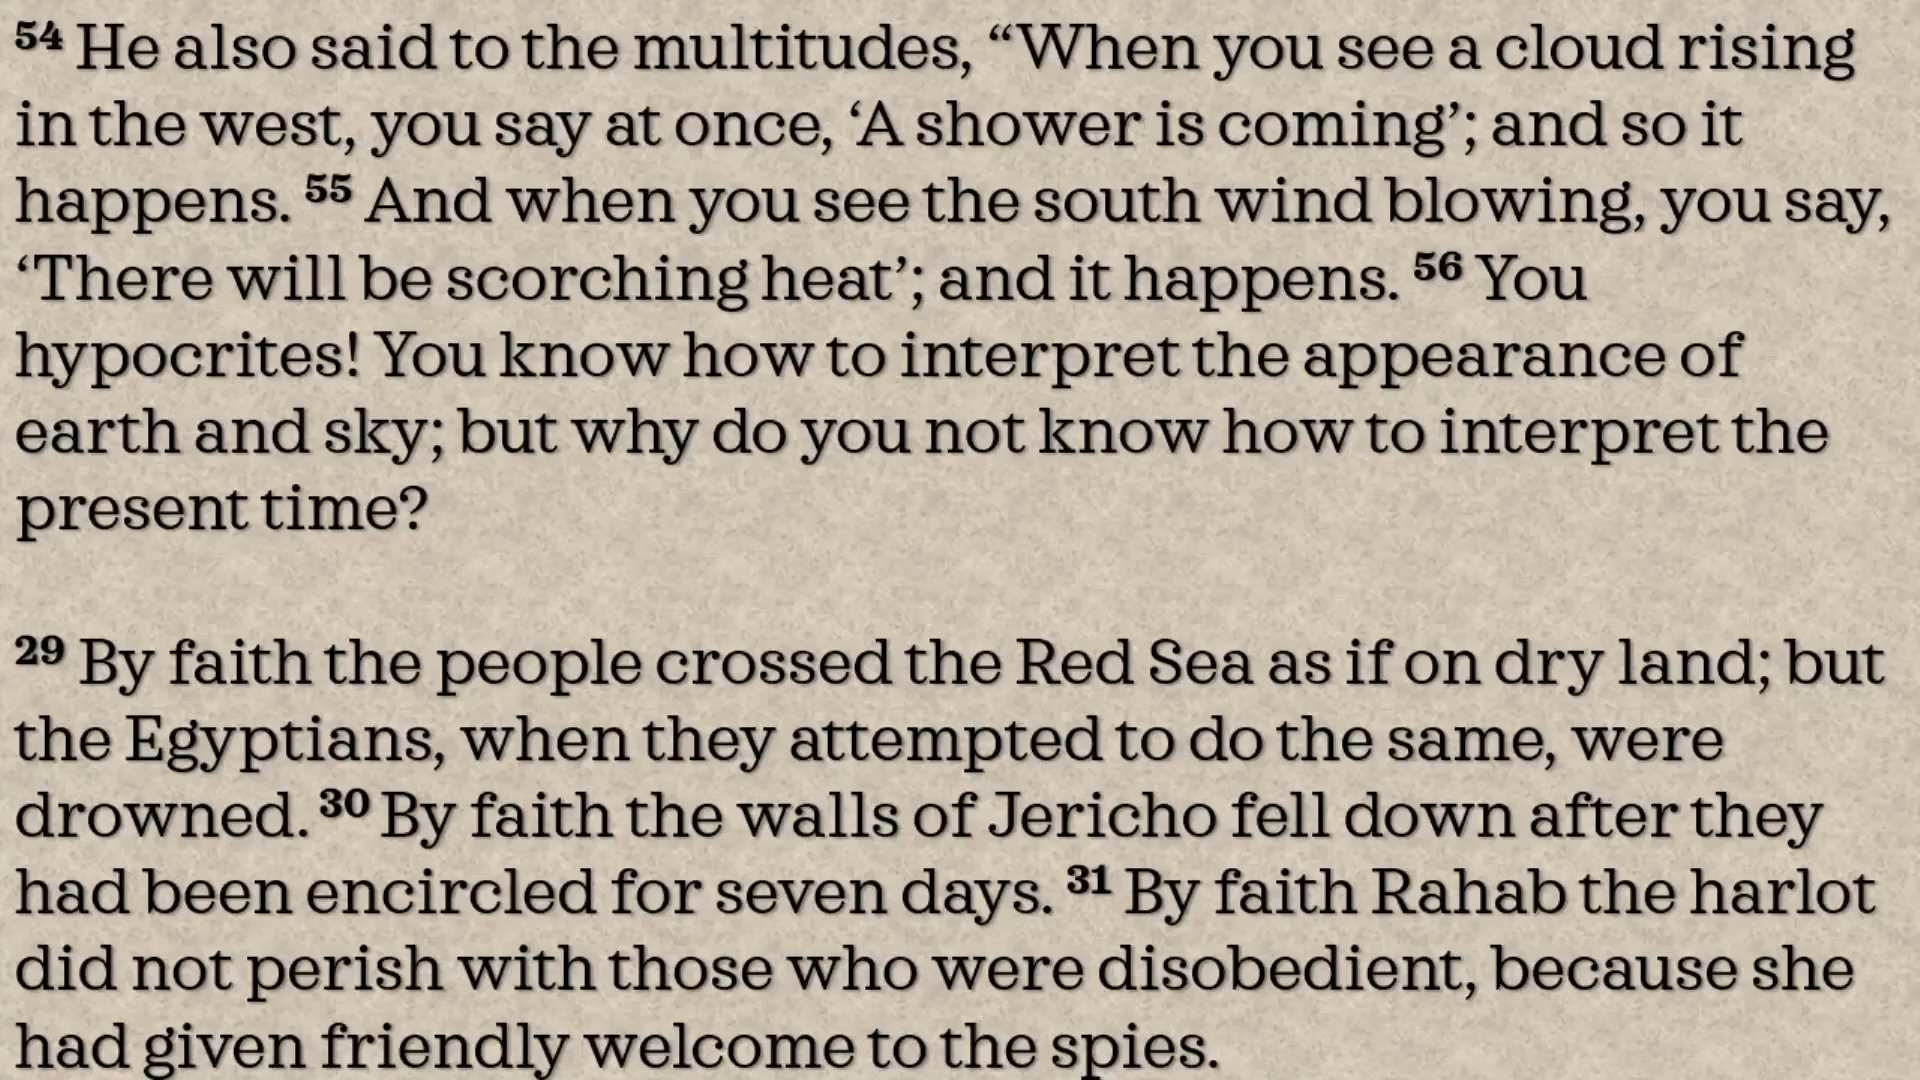 54 He also said to the multitudes, “When you see a cloud rising
in the west, you say at once, ‘A shower is coming’; and so it
happens. 55 And when you see the south wind blowing, you say,
‘There will be scorching heat’; and it happens. 56 You
hypocrites! You know how to interpret the appearance of
earth and sky; but why do you not know how to interpret the
present time?
29 By faith the people crossed the Red Sea as if on dry land; but
the Egyptians, when they attempted to do the same, were
drowned. 30 By faith the walls of Jericho fell down after they
had been encircled for seven days. 31 By faith Rahab the harlot
did not perish with those who were disobedient, because she
had given friendly welcome to the spies.